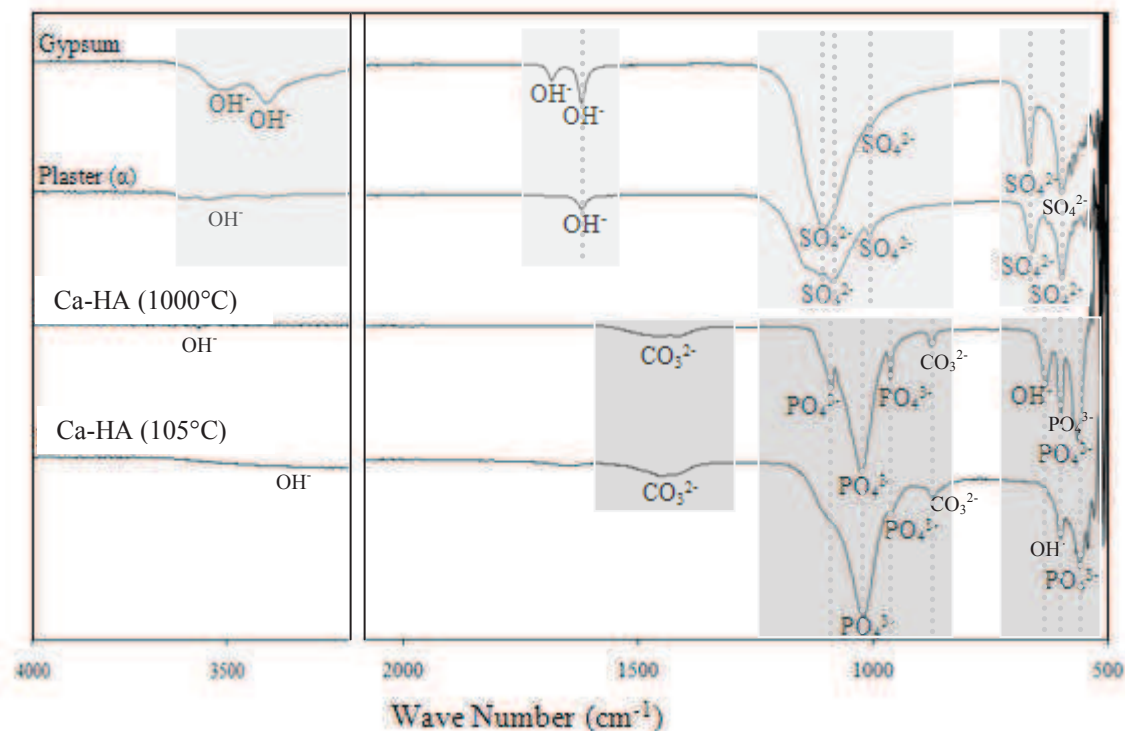 Gypsum
OH⁻
OH⁻
OH⁻
OH⁻
SO₄²⁻
SO₄²⁻
SO₄²⁻
SO₄²⁻
Plaster (α)
OH⁻
OH⁻
SO₄²⁻
SO₄²⁻
SO₄²⁻
SO₄²⁻
Ca-HA (1000°C)
OH⁻
CO₃²⁻
PO₄³⁻
PO₄³⁻
PO₄³⁻
CO₃²⁻
OH⁻
PO₄³⁻
PO₄³⁻
Ca-HA (105°C)
OH⁻
CO₃²⁻
PO₄³⁻
PO₄³⁻
CO₃²⁻
OH⁻
4000 3500 2000 1500 1000 500
Wave Number (cm⁻¹)